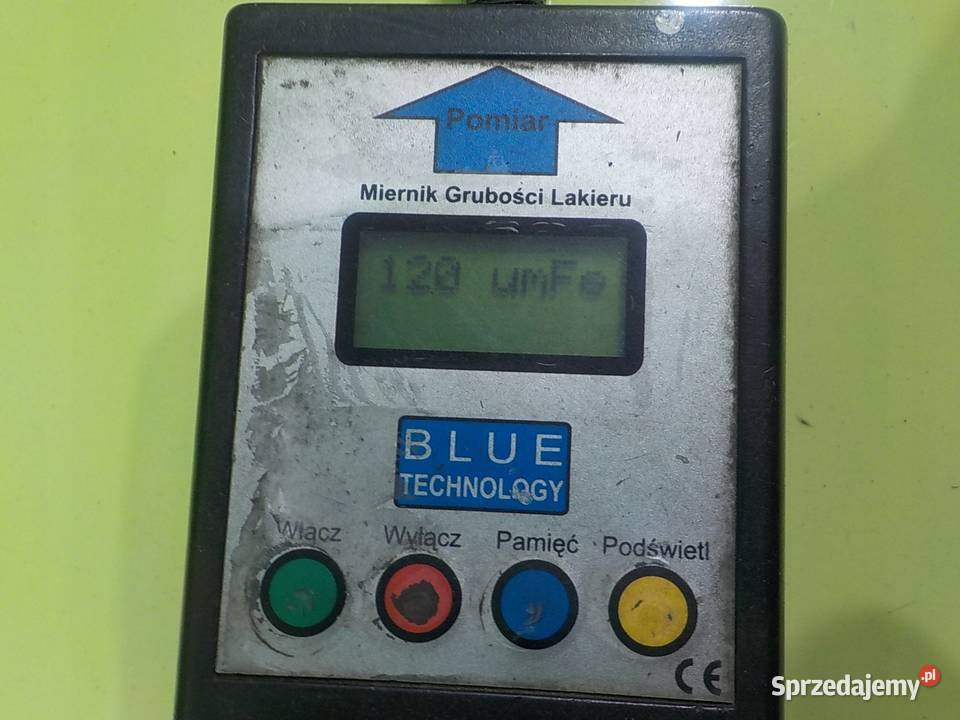 Pomiar
Miernik Grubości Lakieru
120 umFe
BLUE
TECHNOLOGY
Włącz Wyłącz Pamięć Podświetl
CE
Sprzedajemy.pl